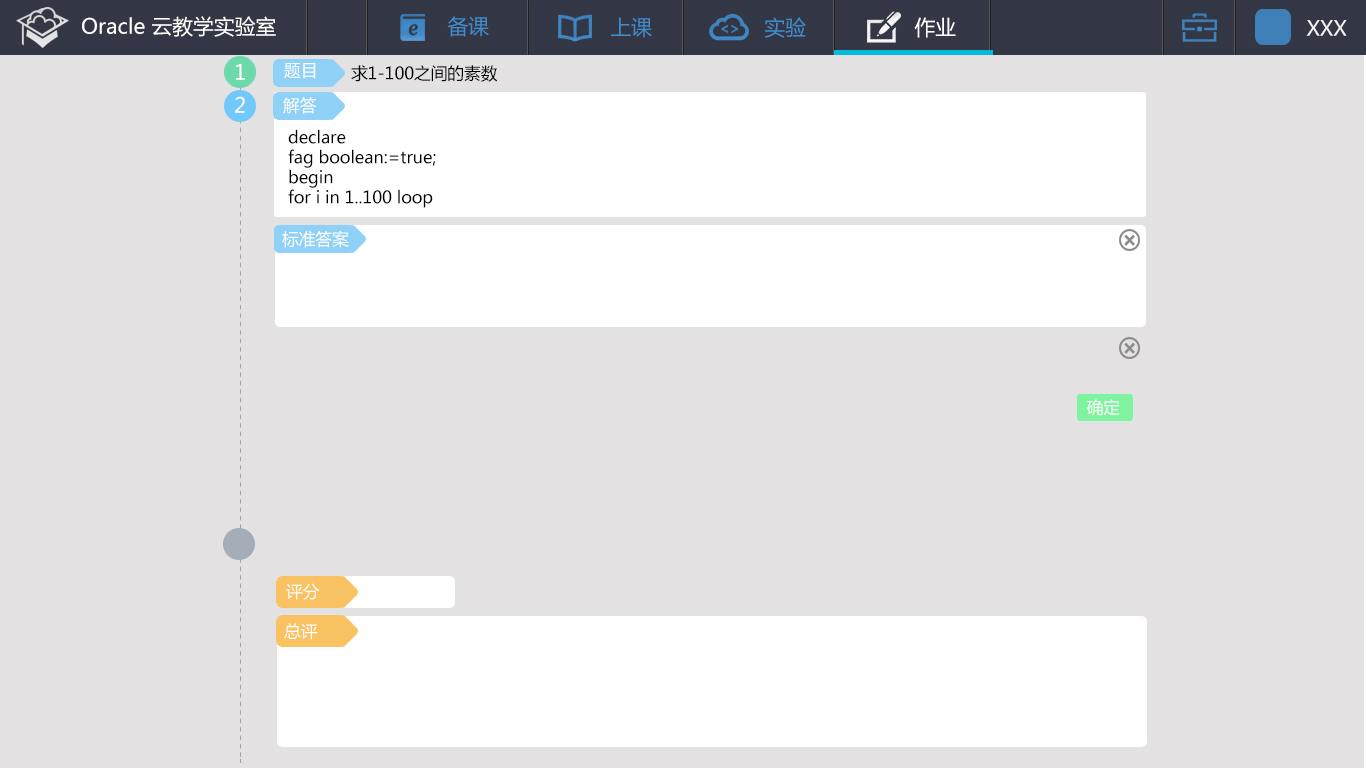 Oracle 云教学实验室 e 备课 上课 <> 实验 作业 XXX
1 题目 求1-100之间的素数
2 解答
declare
fag boolean:=true;
begin
for i in 1..100 loop
标准答案
确定
评分
总评